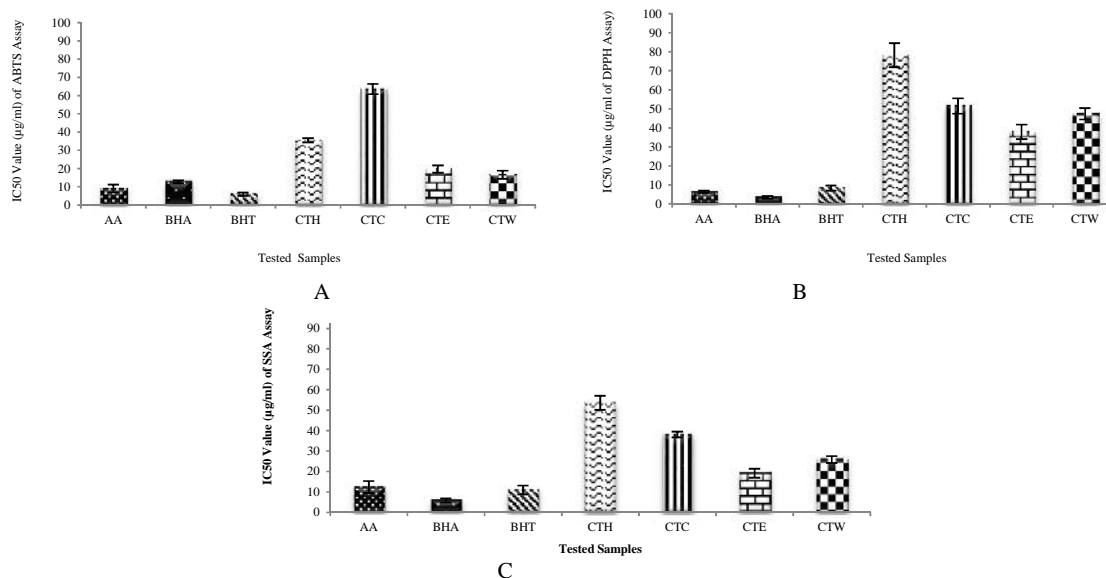 IC50 Value (µg/ml) of ABTS Assay
100
90
80
70
60
50
40
30
20
10
0
AA BHA BHT CTH CTC CTE CTW
Tested Samples
A
IC50 Value (µg/ml of DPPH Assay)
100
90
80
70
60
50
40
30
20
10
0
AA BHA BHT CTH CTC CTE CTW
Tested Samples
B
IC50 Value (µg/ml) of SSA Assay
90
80
70
60
50
40
30
20
10
0
AA BHA BHT CTH CTC CTE CTW
Tested Samples
C